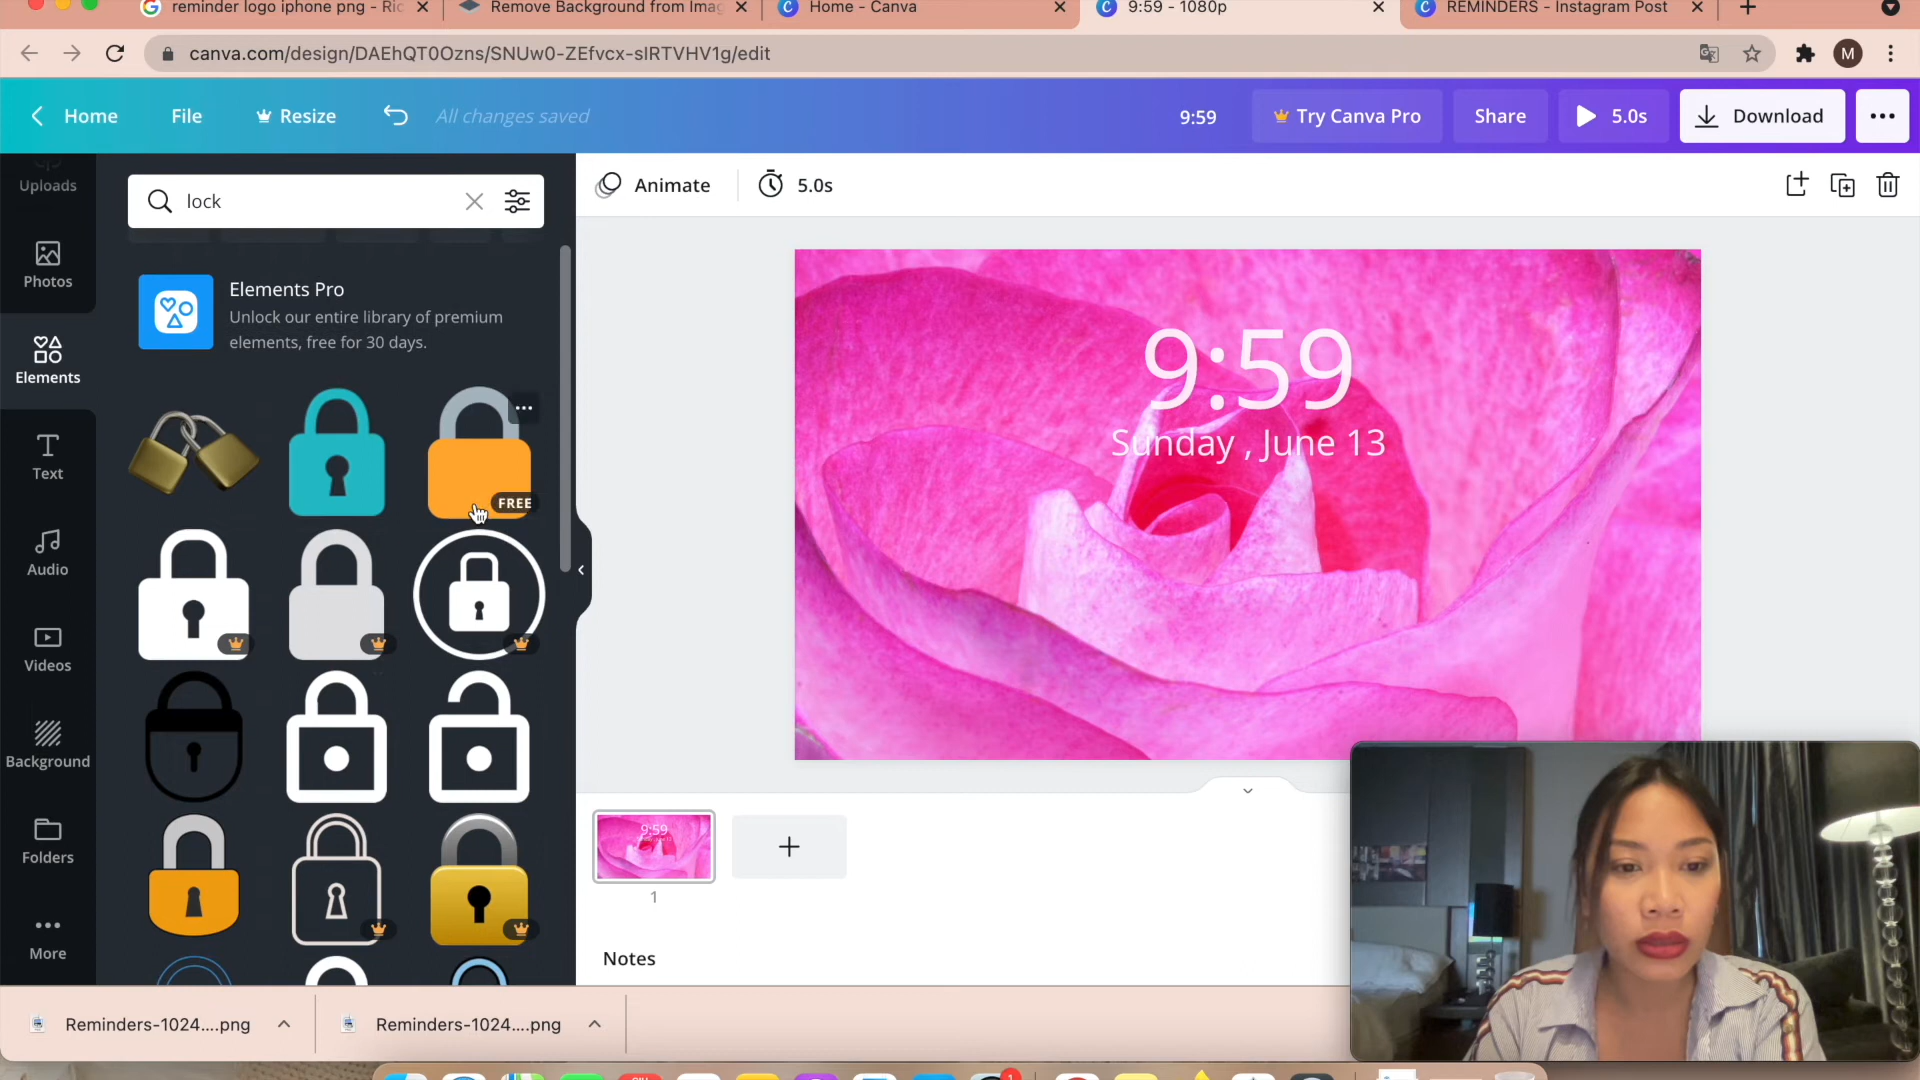 reminder logo iphone png - Ric
Remove Background from Imag
Home - Canva
9:59 - 1080p
REMINDERS - Instagram Post
canva.com/design/DAEhQT0Ozns/SNUw0-ZEfvcx-sIRTVHV1g/edit
M
Home
File
Resize
All changes saved
9:59
Try Canva Pro
Share
5.0s
Download
Uploads
Photos
Elements
Text
Audio
Videos
Background
Folders
More
lock
Elements Pro
Unlock our entire library of premium
elements, free for 30 days.
FREE
Animate
5.0s
9:59
Sunday , June 13
9:59
1
Notes
Reminders-1024....png
Reminders-1024....png
1